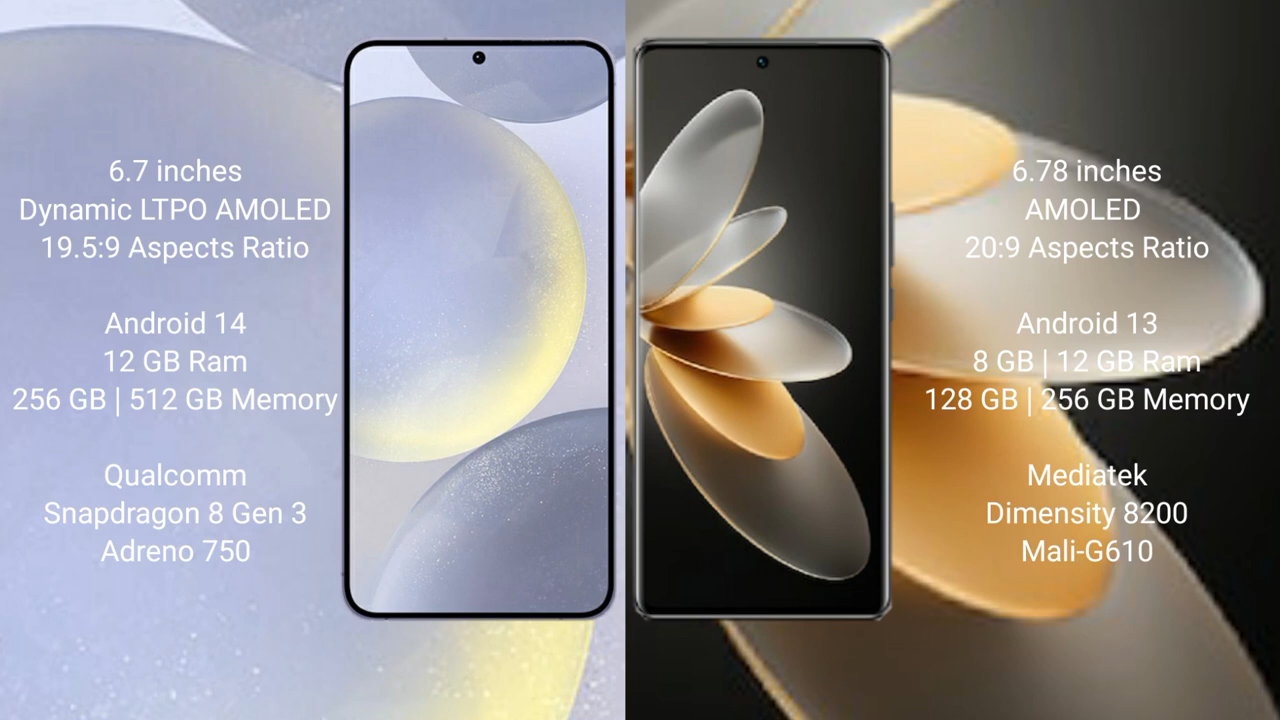 6.7 inches
Dynamic LTPO AMOLED
19.5:9 Aspects Ratio
Android 14
12 GB Ram
256 GB | 512 GB Memory
Qualcomm
Snapdragon 8 Gen 3
Adreno 750
6.78 inches
AMOLED
20:9 Aspects Ratio
Android 13
8 GB | 12 GB Ram
128 GB | 256 GB Memory
Mediatek
Dimensity 8200
Mali-G610